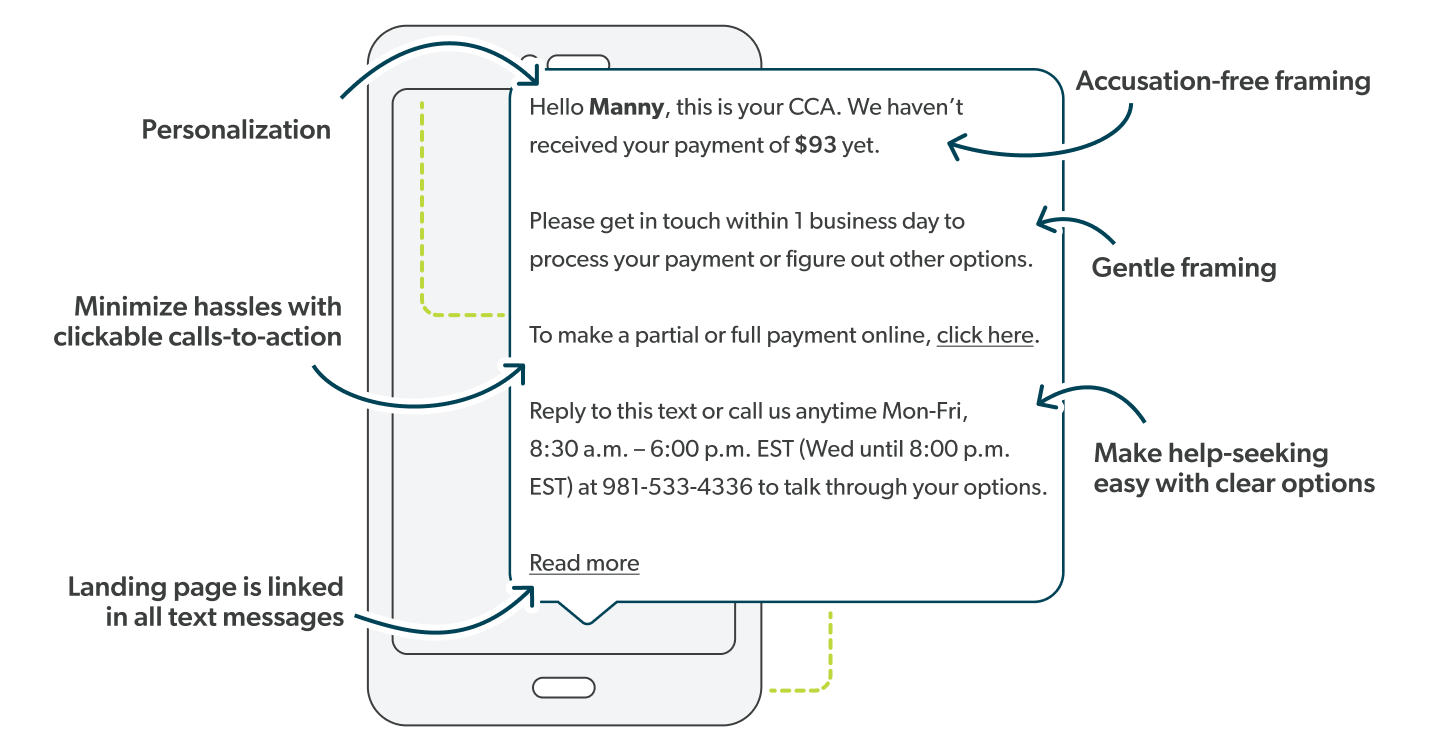 Personalization
Minimize hassles with
clickable calls-to-action
Landing page is linked
in all text messages
Hello Manny, this is your CCA. We haven’t
received your payment of $93 yet.
Please get in touch within 1 business day to
process your payment or figure out other options.
To make a partial or full payment online, click here.
Reply to this text or call us anytime Mon-Fri,
8:30 a.m. – 6:00 p.m. EST (Wed until 8:00 p.m.
EST) at 981-533-4336 to talk through your options.
Read more
Accusation-free framing
Gentle framing
Make help-seeking
easy with clear options